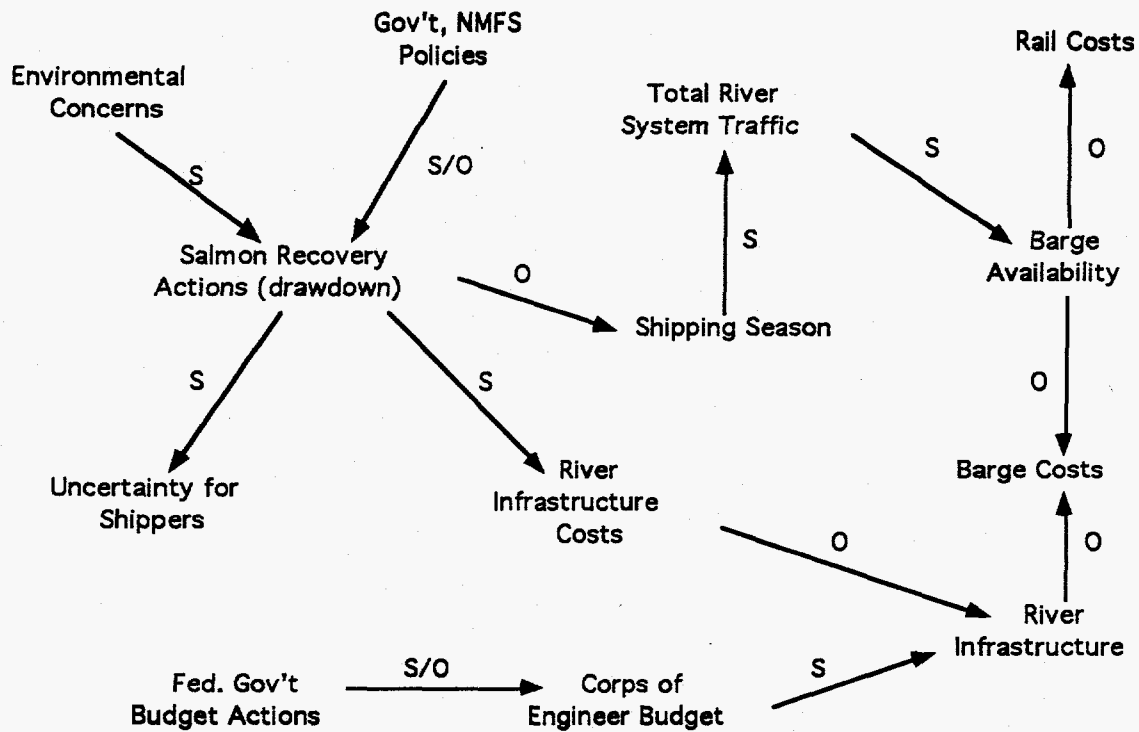 Gov't, NMFS
Policies
Rail Costs
Environmental
Concerns
Total River
System Traffic
S
S/O
S
O
S
Salmon Recovery
Actions (drawdown)
O
Barge
Availability
Shipping Season
S
S
O
Uncertainty for
Shippers
River
Infrastructure
Costs
Barge Costs
O
O
River
Infrastructure
Fed. Gov't
Budget Actions
S/O
Corps of
Engineer Budget
S